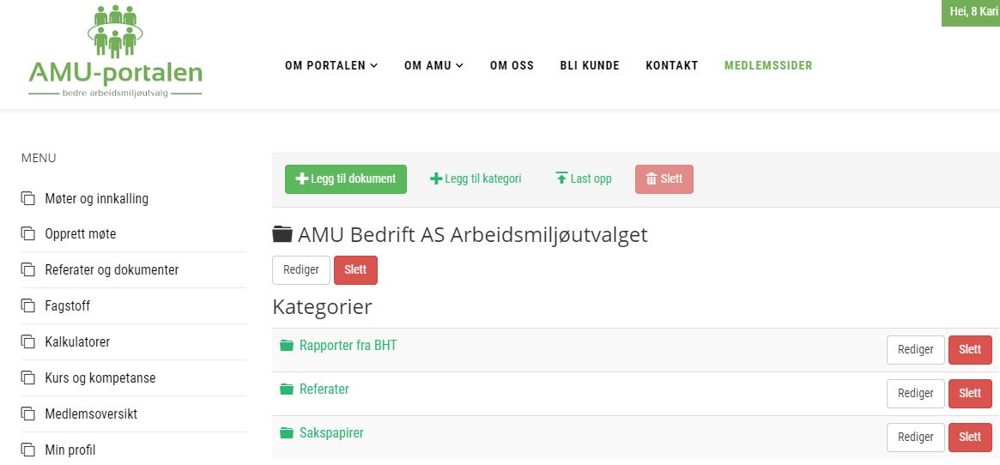 Hei, 8 Kari
AMU-portalen
bedre arbeidsmiljøutvalg
OM PORTALEN OM AMU OM OSS BLI KUNDE KONTAKT MEDLEMSSIDER
MENU
Møter og innkalling
Opprett møte
Referater og dokumenter
Fagstoff
Kalkulatorer
Kurs og kompetanse
Medlemsoversikt
Min profil
Legg til dokument Legg til kategori Last opp Slett
AMU Bedrift AS Arbeidsmiljøutvalget
Rediger Slett
Kategorier
Rapporter fra BHT Rediger Slett
Referater Rediger Slett
Sakspapirer Rediger Slett